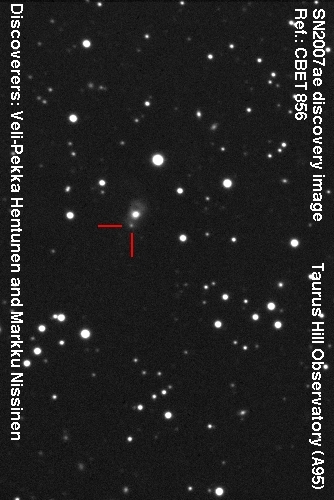 SN2007ae discovery image Taurus Hill Observatory (A95)
Ref.: CBET 856
Discoverers: Veli-Pekka Hentunen and Markku Nissinen